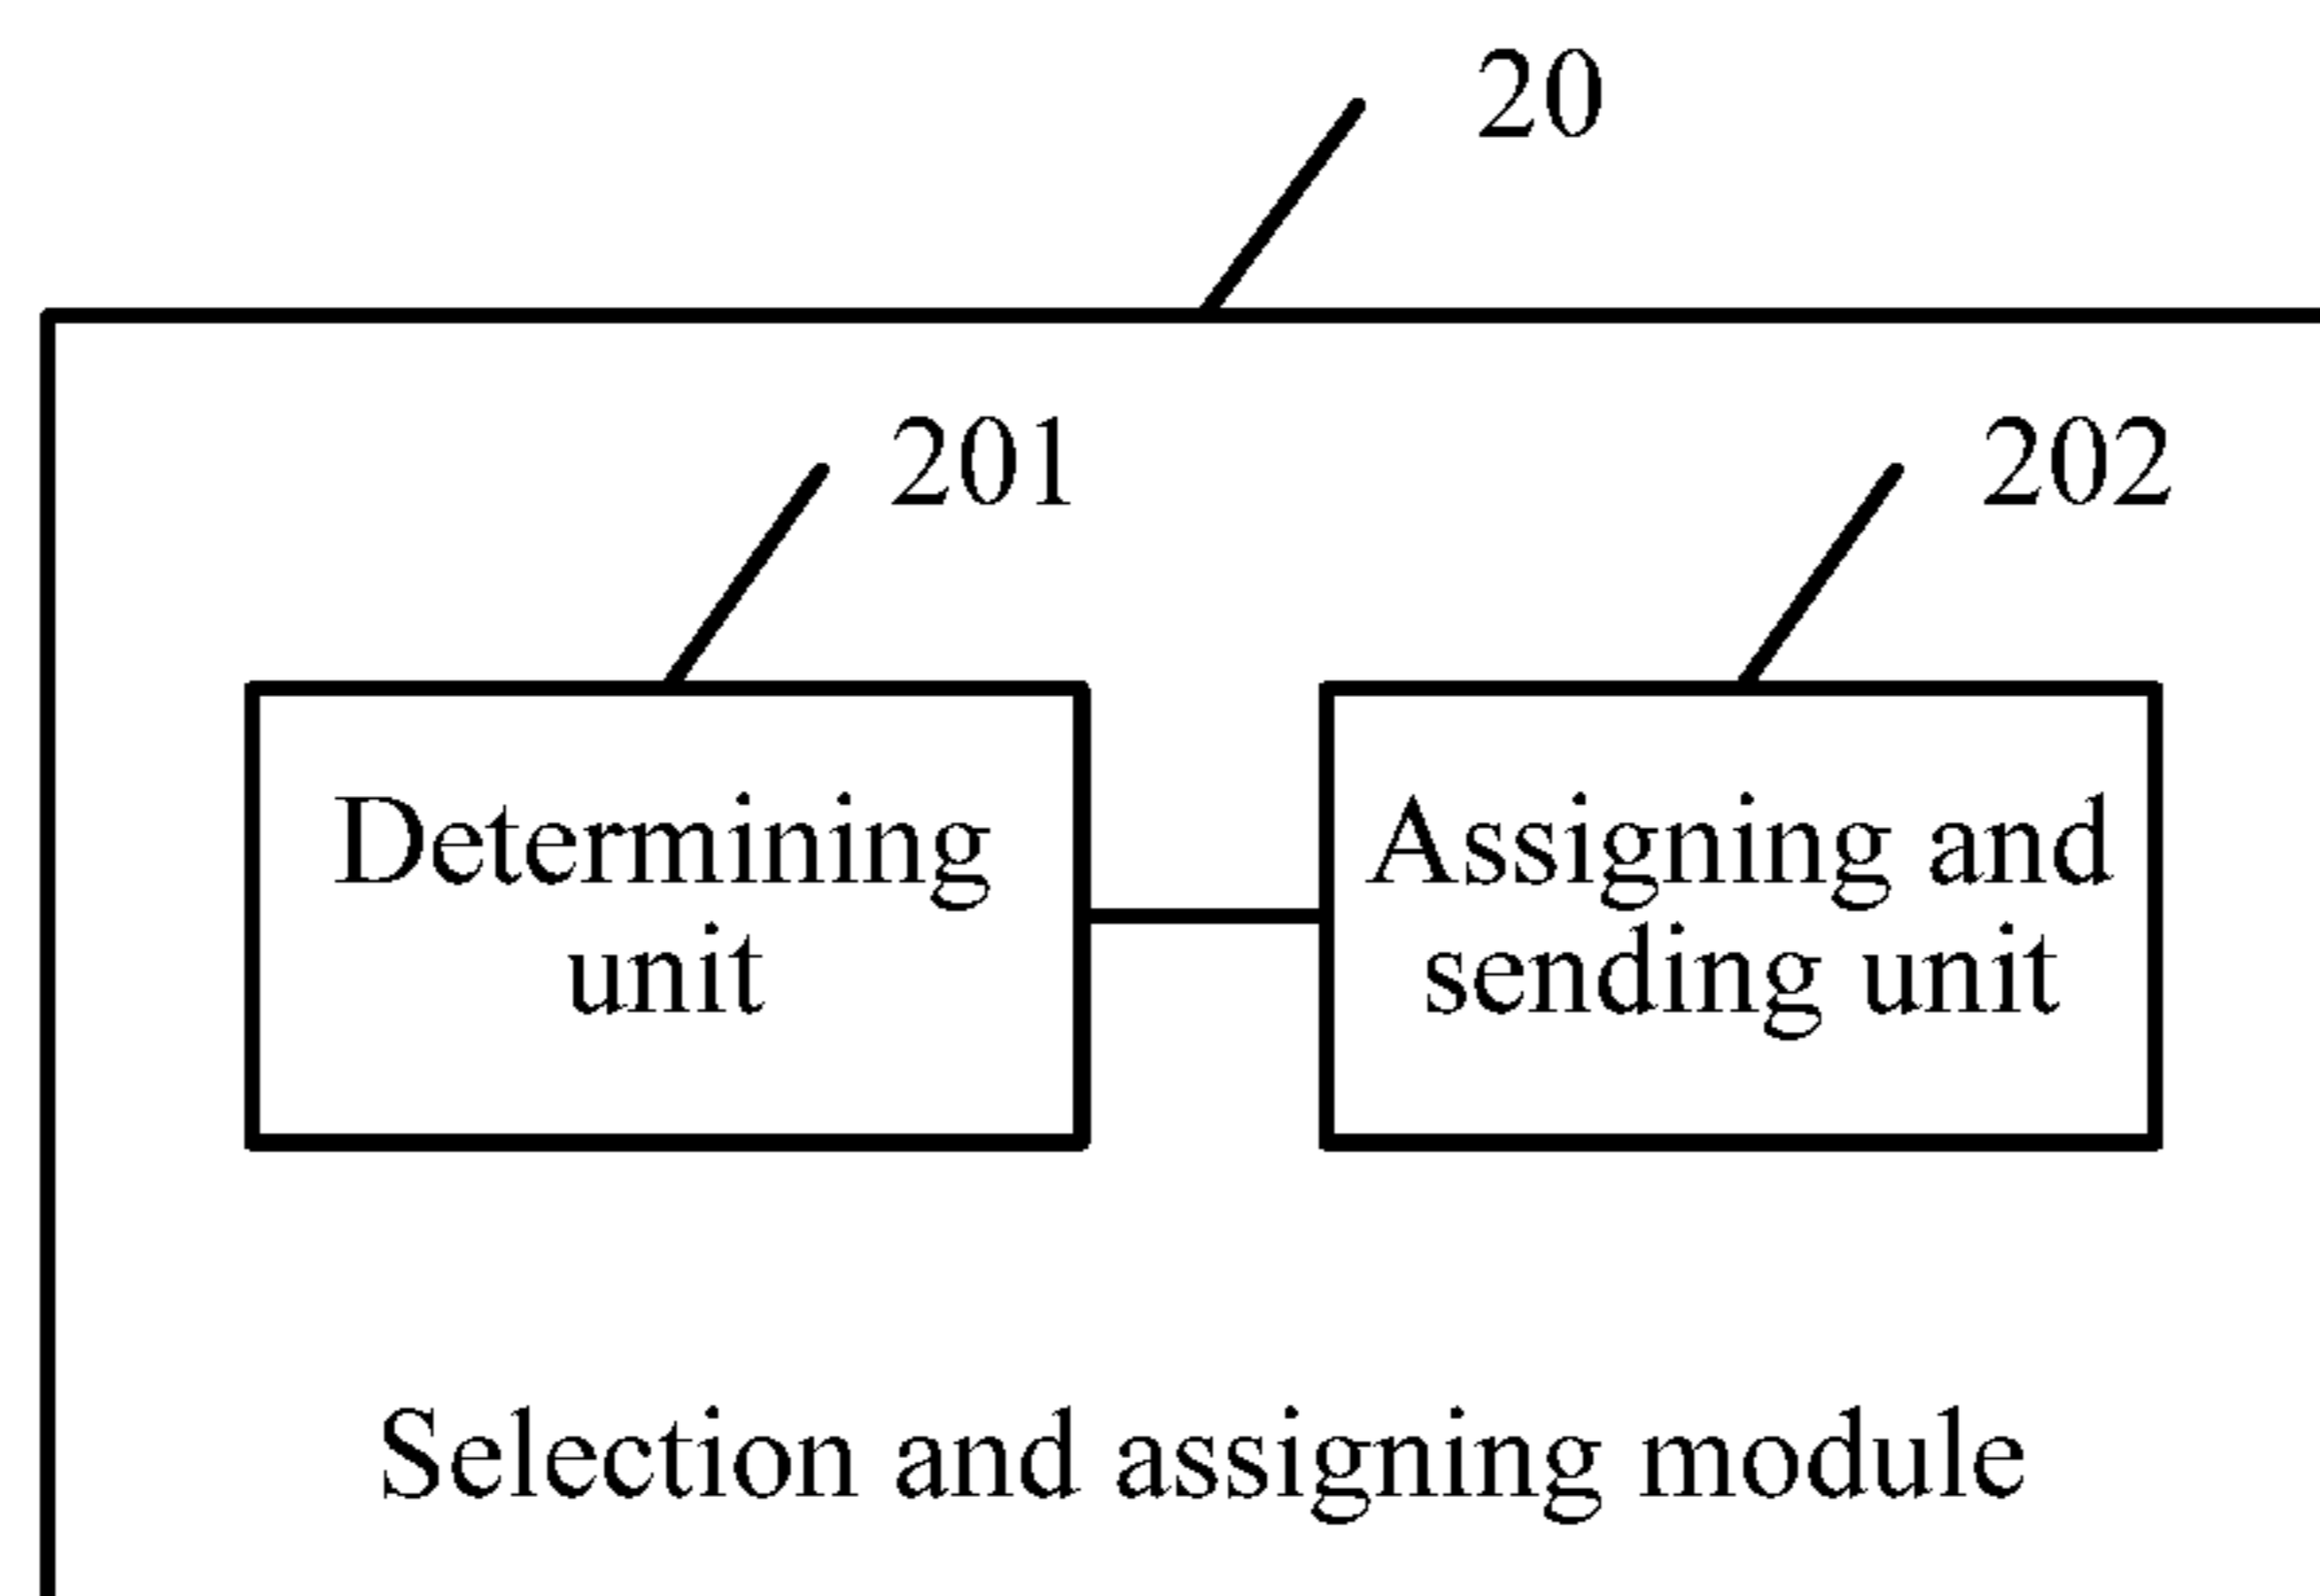 20
201
202
Determining
unit
Assigning and
sending unit
Selection and assigning module